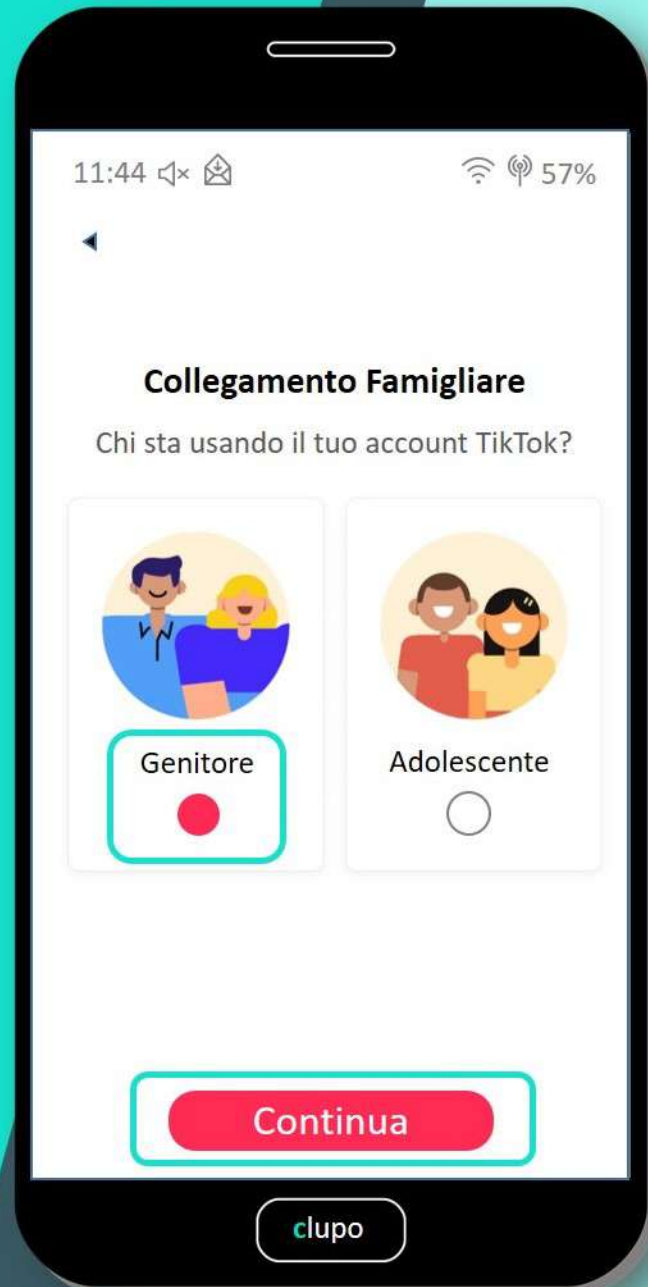 11:44 57%
Collegamento Famigliare
Chi sta usando il tuo account TikTok?
Genitore
Adolescente
Continua
clupo